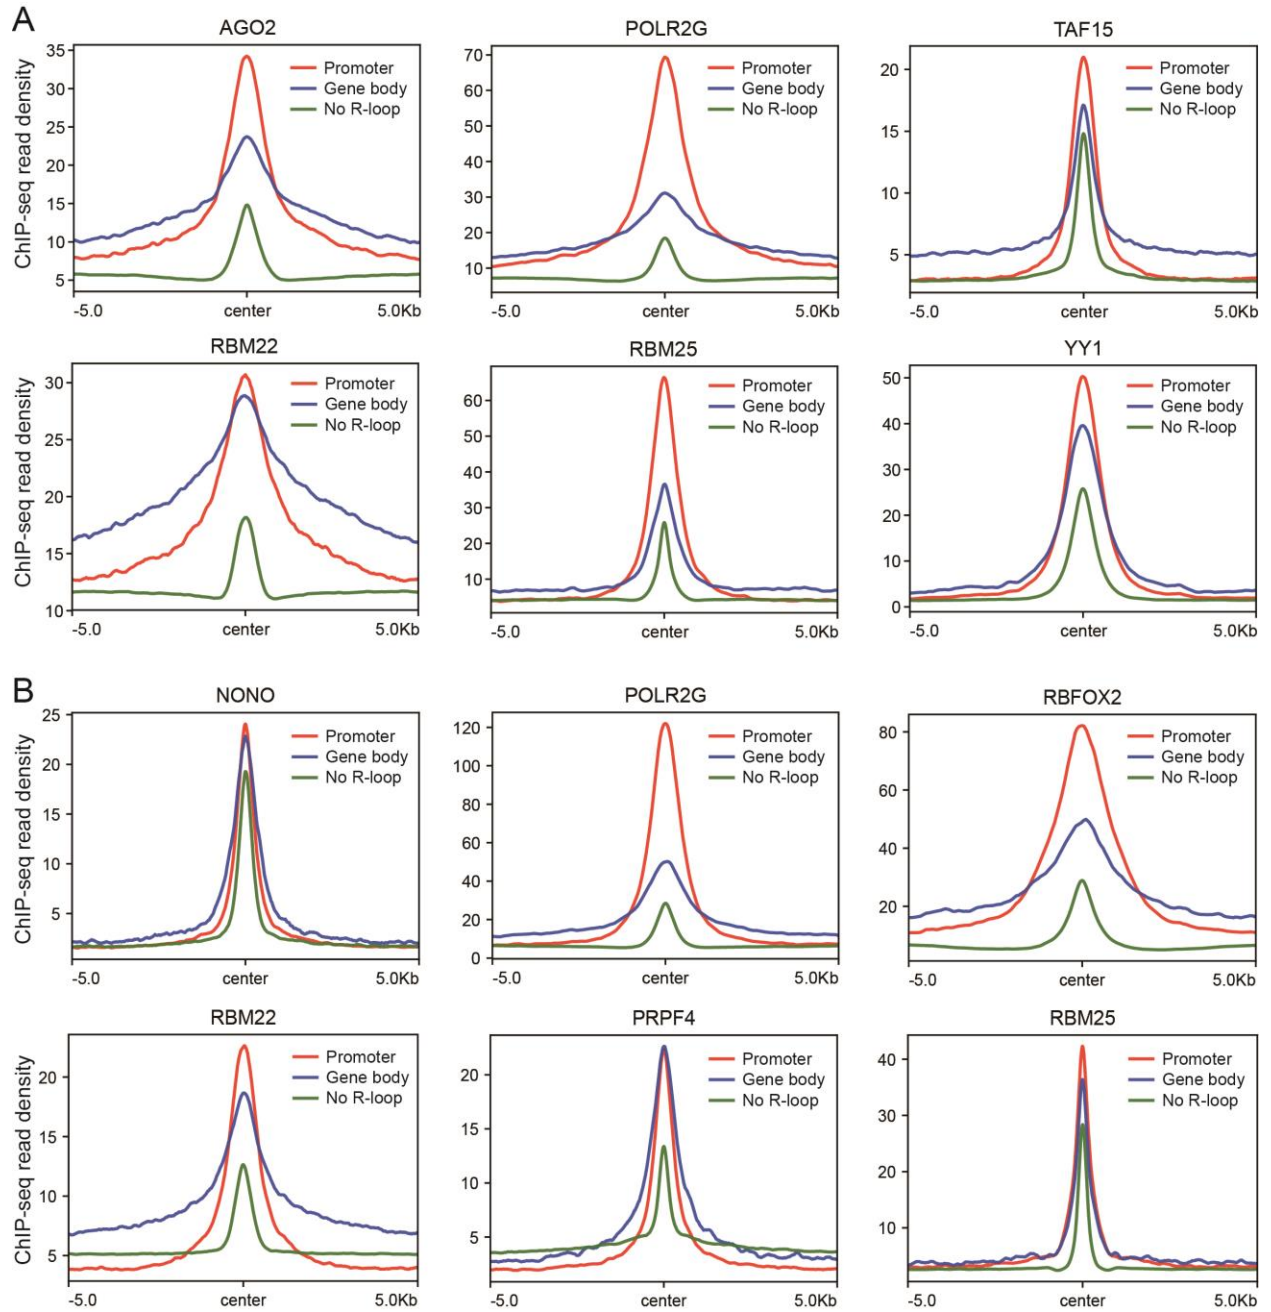 A
AGO2
ChIP-seq read density
35
30
25
20
15
10
5
Promoter
Gene body
No R-loop
-5.0 center 5.0Kb
POLR2G
70
60
50
40
30
20
10
Promoter
Gene body
No R-loop
-5.0 center 5.0Kb
TAF15
20
15
10
5
Promoter
Gene body
No R-loop
-5.0 center 5.0Kb
RBM22
ChIP-seq read density
30
25
20
15
10
Promoter
Gene body
No R-loop
-5.0 center 5.0Kb
RBM25
60
50
40
30
20
10
Promoter
Gene body
No R-loop
-5.0 center 5.0Kb
YY1
50
40
30
20
10
0
Promoter
Gene body
No R-loop
-5.0 center 5.0Kb
B
NONO
ChIP-seq read density
25
20
15
10
5
Promoter
Gene body
No R-loop
-5.0 center 5.0Kb
POLR2G
120
100
80
60
40
20
0
Promoter
Gene body
No R-loop
-5.0 center 5.0Kb
RBFOX2
80
60
40
20
Promoter
Gene body
No R-loop
-5.0 center 5.0Kb
RBM22
ChIP-seq read density
20
15
10
5
Promoter
Gene body
No R-loop
-5.0 center 5.0Kb
PRPF4
20
15
10
5
Promoter
Gene body
No R-loop
-5.0 center 5.0Kb
RBM25
40
30
20
10
Promoter
Gene body
No R-loop
-5.0 center 5.0Kb